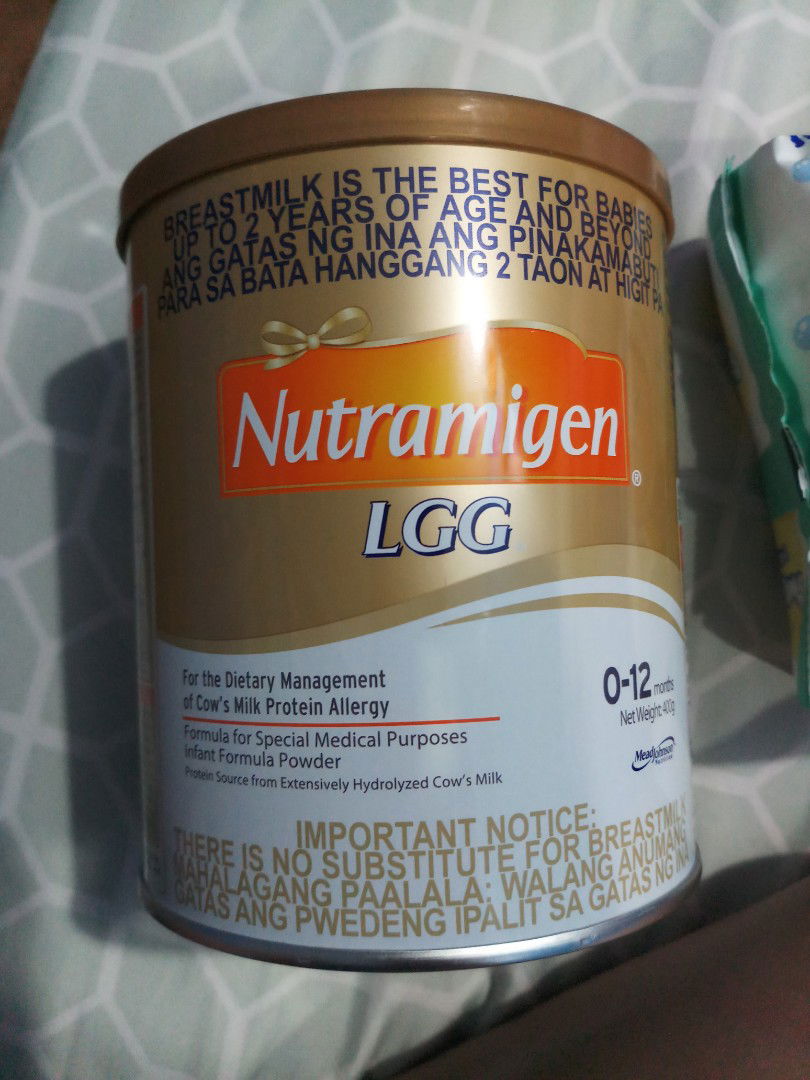 BREASTMILK IS THE BEST FOR BABIES
UP TO 2 YEARS OF AGE AND BEYOND
ANG GATAS NG INA ANG PINAKAMABUTI
PARA SA BATA HANGGANG 2 TAON AT HIGIT PA
Nutramigen®
LGG
For the Dietary Management
of Cow's Milk Protein Allergy
Formula for Special Medical Purposes
Infant Formula Powder
Protein Source from Extensively Hydrolyzed Cow's Milk
0-12 months
Net Weight: 400g
MeadJohnson
IMPORTANT NOTICE:
THERE IS NO SUBSTITUTE FOR BREASTMILK
MAHALAGANG PAALALA: WALANG ANUMANG
GATAS ANG PWEDENG IPALIT SA GATAS NG INA